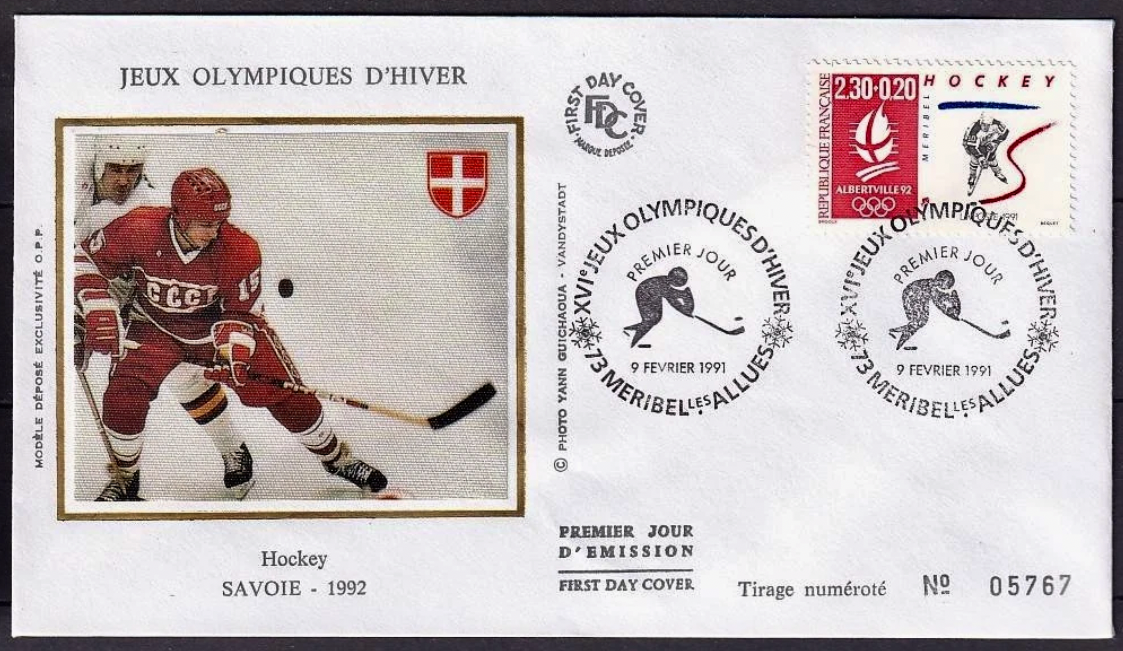 JEUX OLYMPIQUES D'HIVER
MODÈLE DÉPOSÉ EXCLUSIVITÉ O.P.P.
CCCP
15
Hockey
SAVOIE - 1992
FIRST DAY COVER
FDC
MARQUE DEPOSEE
© PHOTO YANN GUICHAOUA - VANDYSTADT
REPUBLIQUE FRANÇAISE
2.30+0,20
ALBERTVILLE 92
HOCKEY
MERIBEL
1991
XVIe JEUX OLYMPIQUES D'HIVER
PREMIER JOUR
9 FEVRIER 1991
73 MERIBEL LES ALLUES
XVIe JEUX OLYMPIQUES D'HIVER
PREMIER JOUR
9 FEVRIER 1991
73 MERIBEL LES ALLUES
PREMIER JOUR
D'EMISSION
FIRST DAY COVER
Tirage numéroté Nº 05767